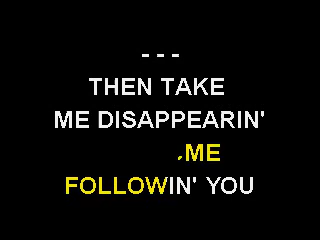 - - -
THEN TAKE
ME DISAPPEARIN'
.ME
FOLLOWIN' YOU